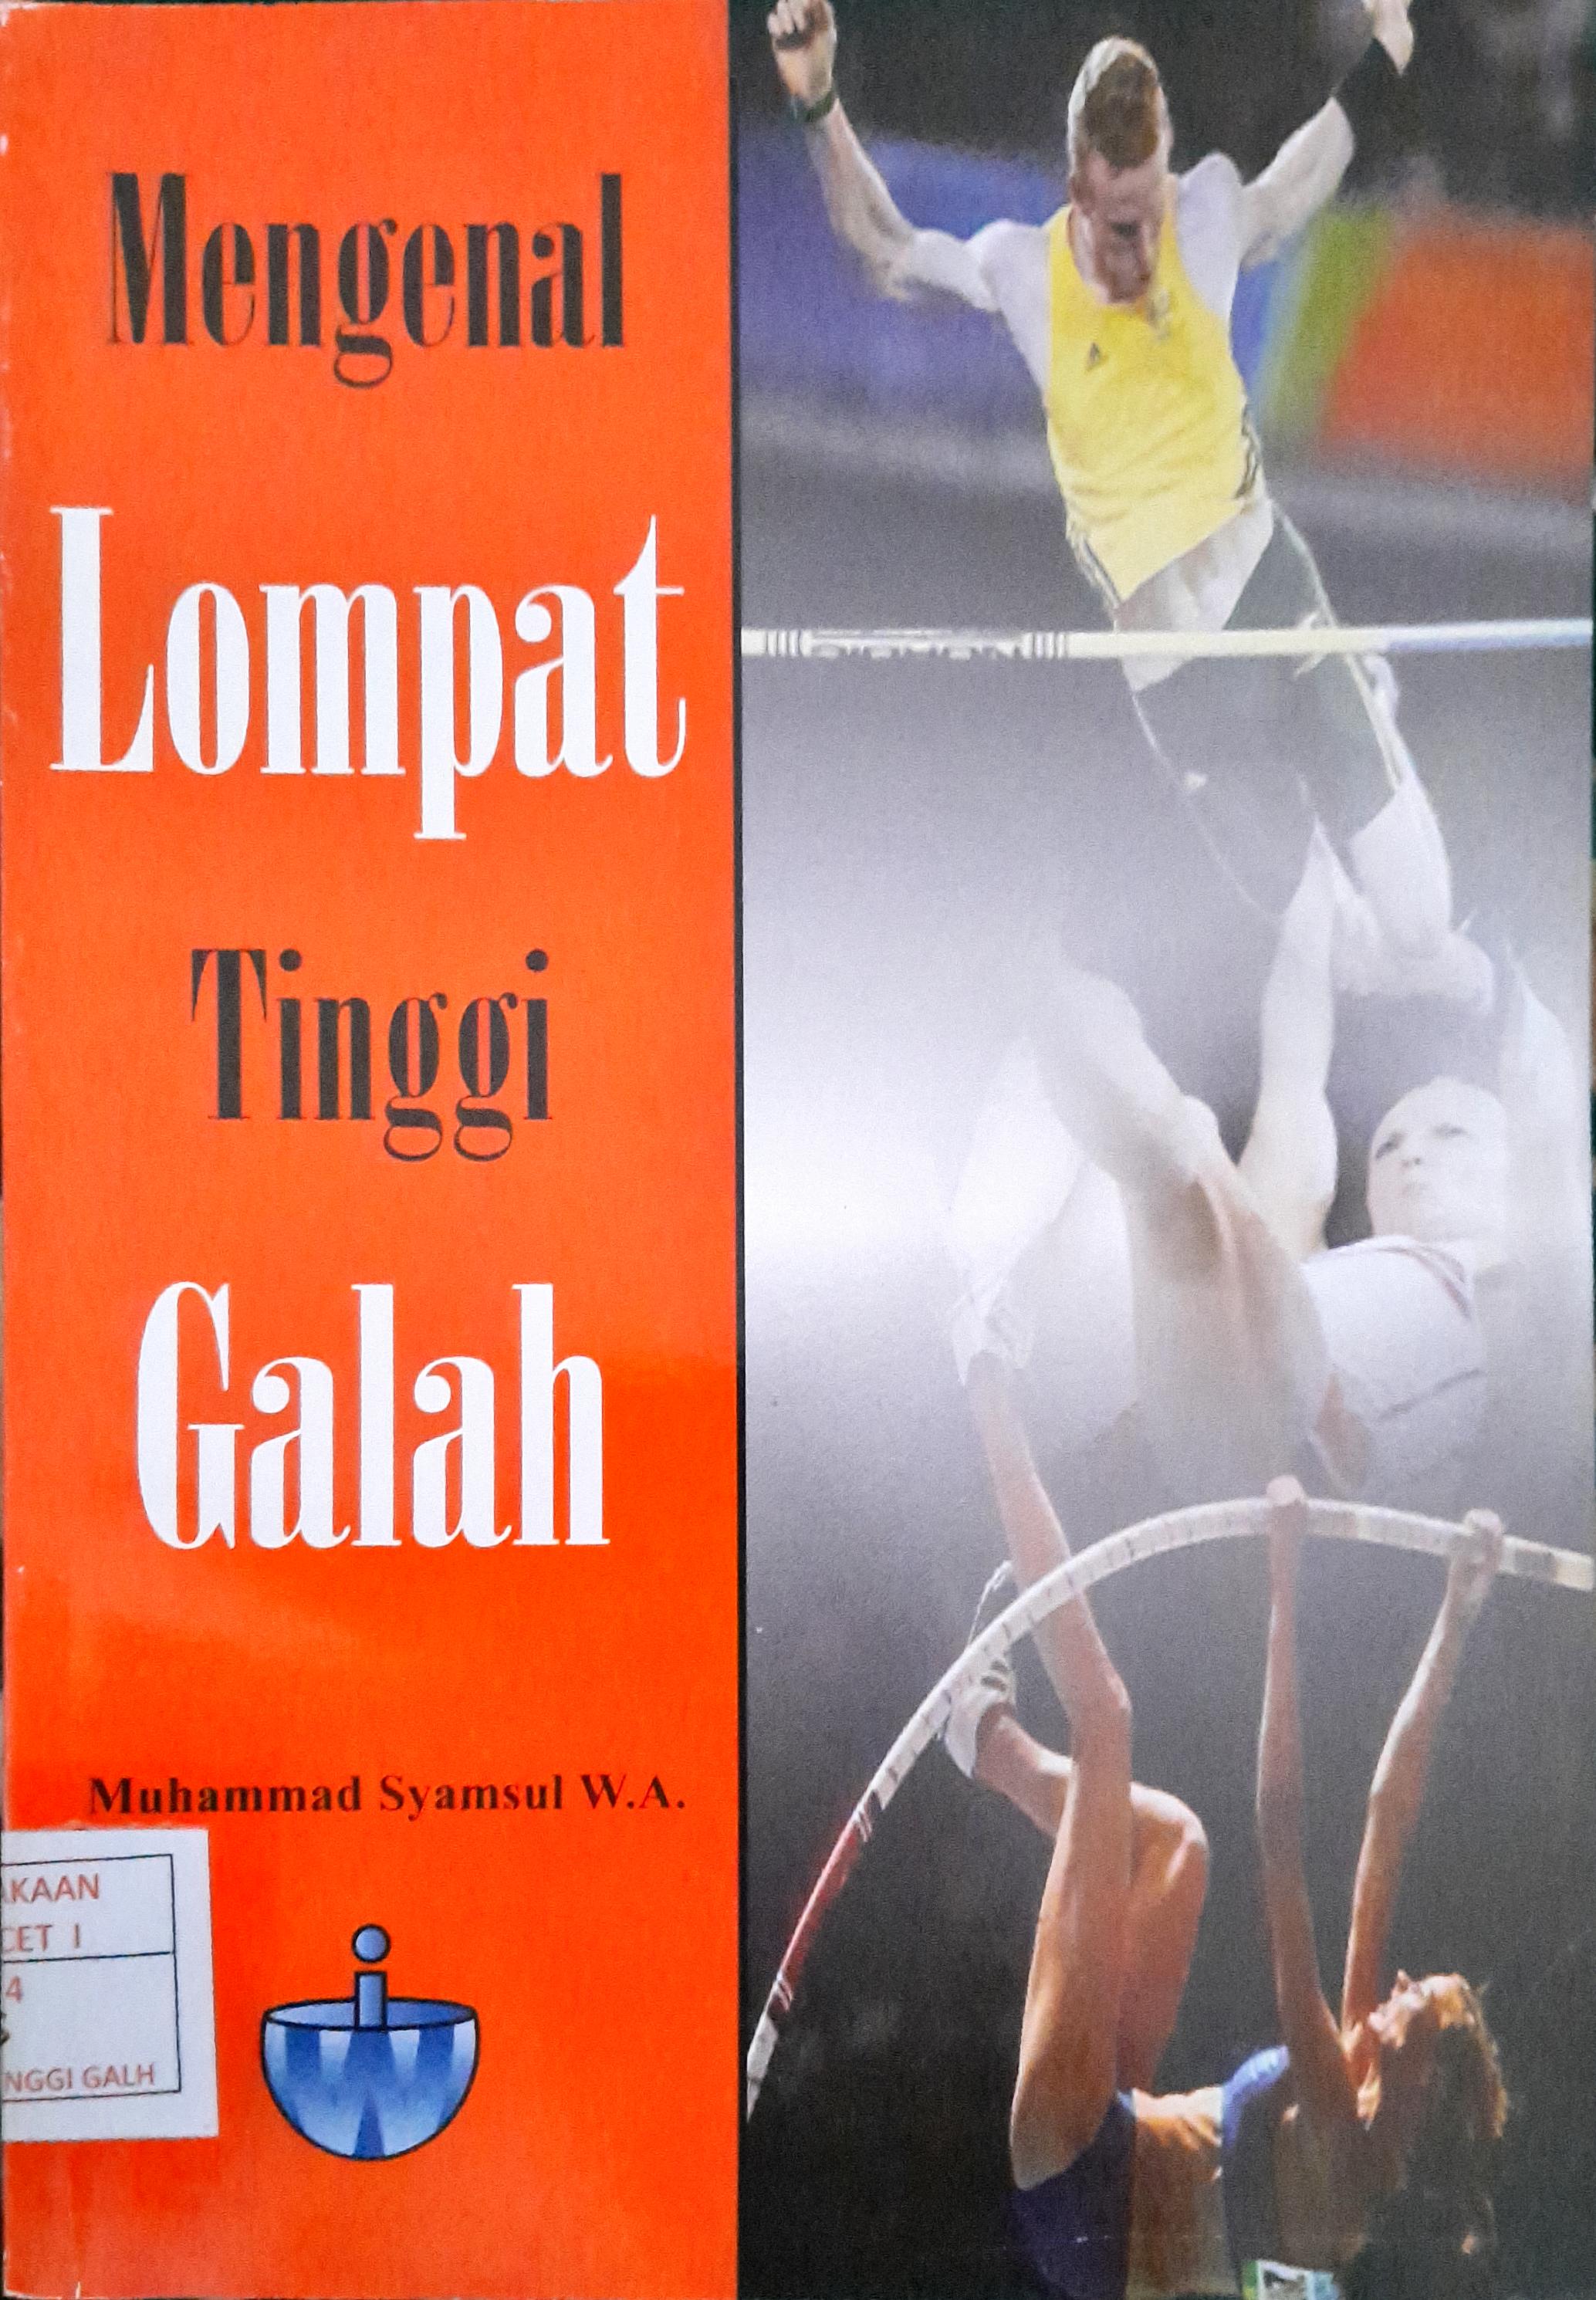 Mengenal
Lompat
Tinggi
Galah
Muhammad Syamsul W.A.
AKAAN
CET I
4
NGGI GALH